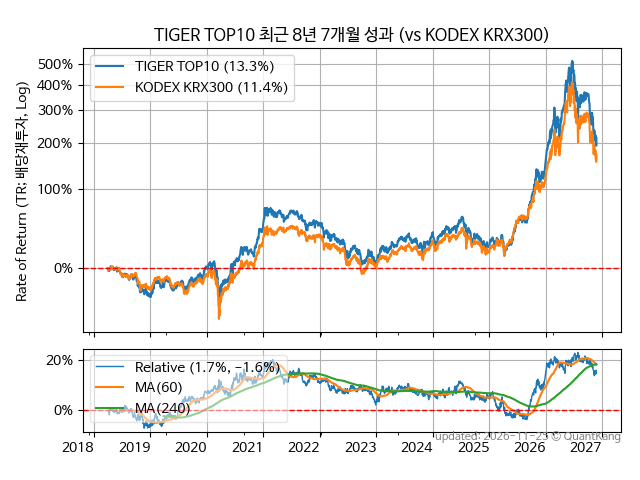 TIGER TOP10 최근 8년 7개월 성과 (vs KODEX KRX300)
Rate of Return (TR: 배당재투자, Log)
500%
400%
300%
200%
100%
0%
TIGER TOP10 (13.3%)
KODEX KRX300 (11.4%)
20%
0%
Relative (1.7%, −1.6%)
MA(60)
MA(240)
2018 2019 2020 2021 2022 2023 2024 2025 2026 2027
updated: 2026-11-25 © QuantKang